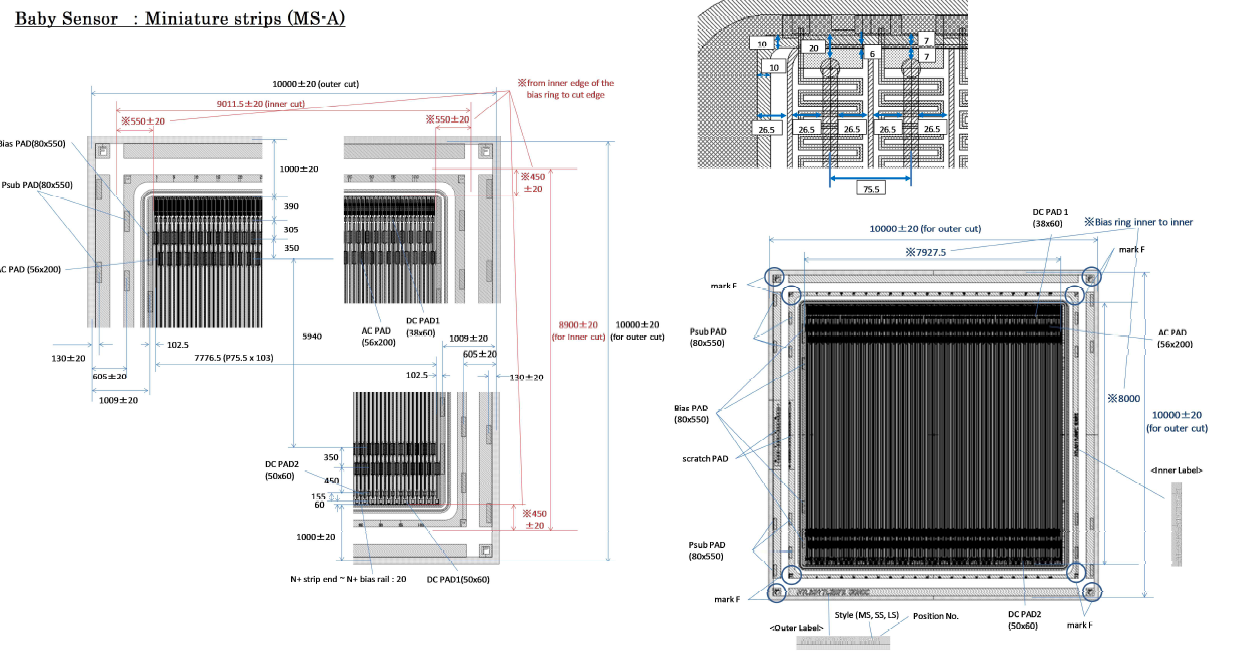 Baby Sensor : Miniature strips (MS-A)
10000±20 (outer cut)
※from inner edge of the
bias ring to cut edge
9011.5±20 (inner cut)
※550±20
※550±20
Bias PAD(80x550)
Psub PAD(80x550)
AC PAD (56x200)
1000±20
390
305
350
※450
±20
AC PAD
(56x200)
DC PAD1
(38x60)
5940
8900±20
(for inner cut)
10000±20
(for outer cut)
1009±20
605±20
102.5
130±20
102.5
7776.5 (P75.5 x 103)
130±20
605±20
1009±20
DC PAD2
(50x60)
350
450
155
60
1000±20
※450
±20
N+ strip end ~ N+ bias rail : 20
DC PAD1(50x60)
10
20
7
6
7
10
26.5
26.5
26.5
26.5
26.5
75.5
DC PAD 1
(38x60)
10000±20 (for outer cut)
※Bias ring inner to inner
※7927.5
mark F
mark F
Psub PAD
(80x550)
AC PAD
(56x200)
※8000
Bias PAD
(80x550)
10000±20
(for outer cut)
scratch PAD
<Inner Label>
Psub PAD
(80x550)
mark F
Style (MS, SS, LS)
Position No.
<Outer Label>
DC PAD2
(50x60)
mark F